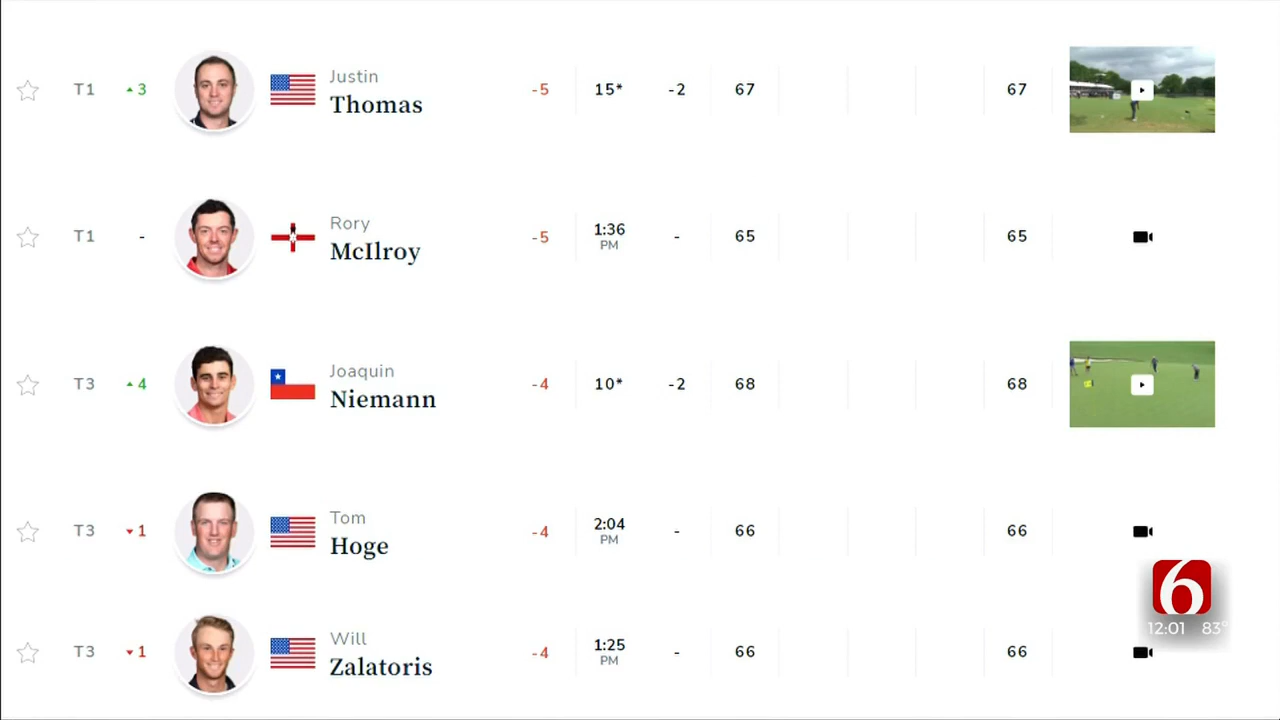 Justin
T1 3 Thomas -5 15* -2 67 67
Rory
T1 - McIlroy -5 1:36 PM - 65 65
Joaquin
T3 4 Niemann -4 10* -2 68 68
Tom
T3 1 Hoge -4 2:04 PM - 66 66
Will
T3 1 Zalatoris -4 1:25 PM - 66 66
6
12:01 83°